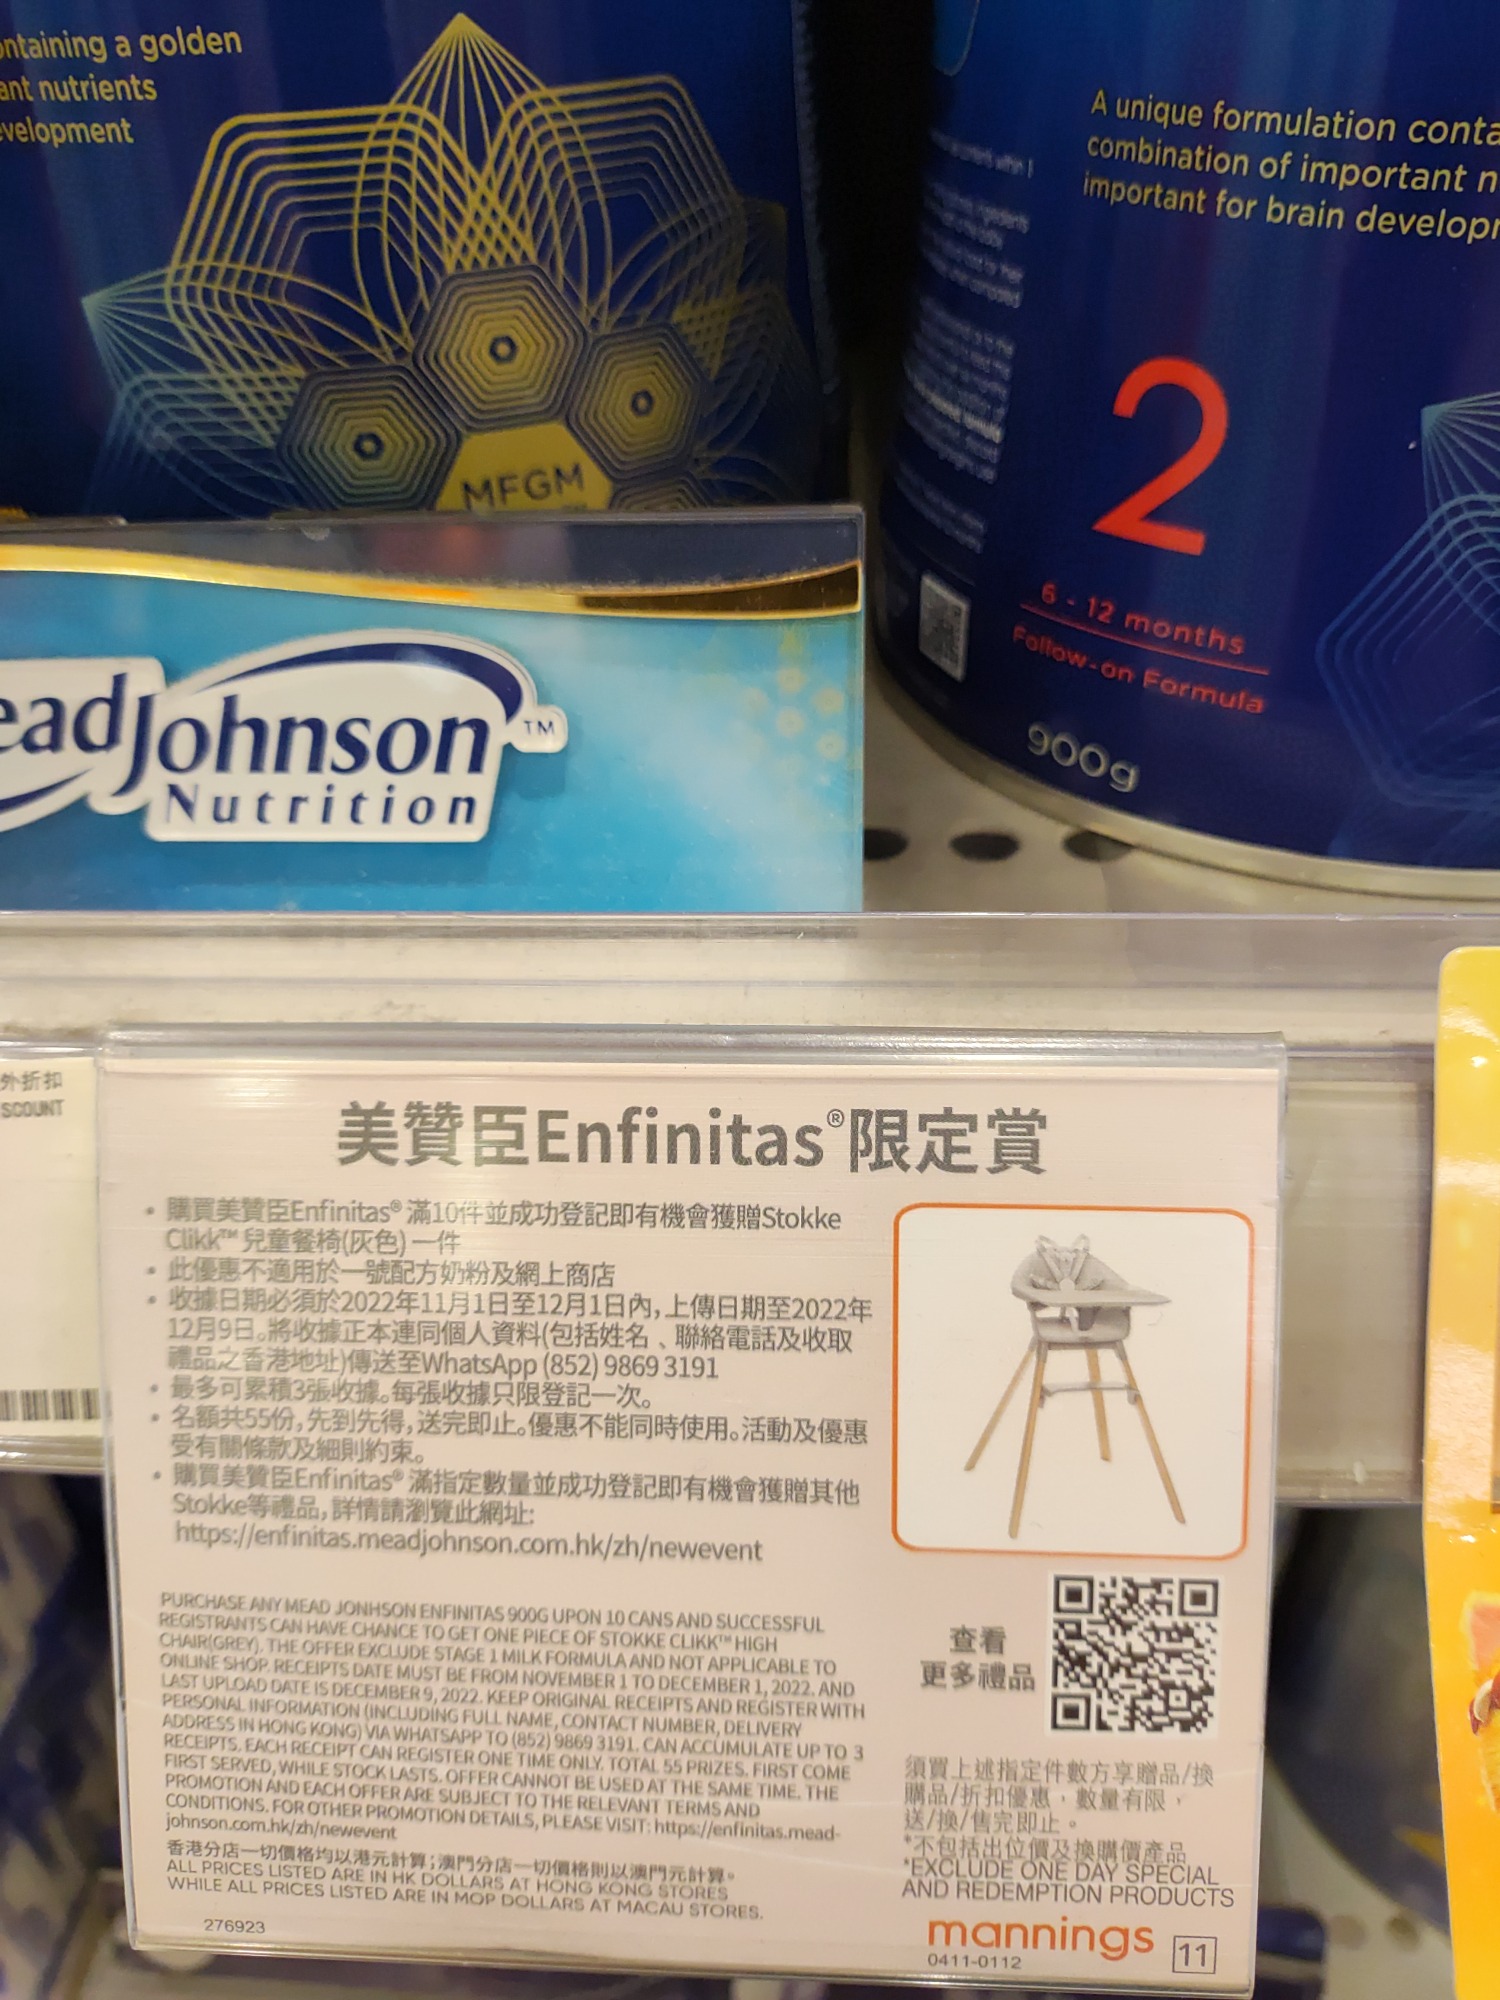 ntaining a golden
ant nutrients
velopment
MFGM
A unique formulation conta
combination of important n
important for brain develop
2
6 - 12 months
Follow-on Formula
900g
ead Johnson™
Nutrition
外折扣
SCOUNT
美贊臣Enfinitas®限定賞
• 購買美贊臣Enfinitas® 滿10件並成功登記即有機會獲贈Stokke
Clikk™ 兒童餐椅(灰色) 一件
• 此優惠不適用於一號配方奶粉及網上商店
• 收據日期必須於2022年11月1日至12月1日內,上傳日期至2022年
12月9日。將收據正本連同個人資料(包括姓名、聯絡電話及收取
禮品之香港地址)傳送至WhatsApp (852) 9869 3191
• 最多可累積3張收據。每張收據只限登記一次。
• 名額共55份,先到先得,送完即止。優惠不能同時使用。活動及優惠
受有關條款及細則約束。
• 購買美贊臣Enfinitas® 滿指定數量並成功登記即有機會獲贈其他
Stokke等禮品,詳情請瀏覽此網址:
https://enfinitas.meadjohnson.com.hk/zh/newevent
PURCHASE ANY MEAD JONHSON ENFINITAS 900G UPON 10 CANS AND SUCCESSFUL
REGISTRANTS CAN HAVE CHANCE TO GET ONE PIECE OF STOKKE CLIKK™ HIGH
CHAIR(GREY). THE OFFER EXCLUDE STAGE 1 MILK FORMULA AND NOT APPLICABLE TO
ONLINE SHOP. RECEIPTS DATE MUST BE FROM NOVEMBER 1 TO DECEMBER 1, 2022. AND
LAST UPLOAD DATE IS DECEMBER 9, 2022. KEEP ORIGINAL RECEIPTS AND REGISTER WITH
PERSONAL INFORMATION (INCLUDING FULL NAME, CONTACT NUMBER, DELIVERY
ADDRESS IN HONG KONG) VIA WHATSAPP TO (852) 9869 3191. CAN ACCUMULATE UP TO 3
RECEIPTS. EACH RECEIPT CAN REGISTER ONE TIME ONLY. TOTAL 55 PRIZES. FIRST COME
FIRST SERVED, WHILE STOCK LASTS. OFFER CANNOT BE USED AT THE SAME TIME. THE
PROMOTION AND EACH OFFER ARE SUBJECT TO THE RELEVANT TERMS AND
CONDITIONS. FOR OTHER PROMOTION DETAILS, PLEASE VISIT: https://enfinitas.mead-
johnson.com.hk/zh/newevent
香港分店一切價格均以港元計算;澳門分店一切價格則以澳門元計算。
ALL PRICES LISTED ARE IN HK DOLLARS AT HONG KONG STORES
WHILE ALL PRICES LISTED ARE IN MOP DOLLARS AT MACAU STORES.
276923
查看
更多禮品
須買上述指定件數方享贈品/換
購品/折扣優惠,數量有限,
送/換/售完即止。
*不包括出位價及換購價產品
*EXCLUDE ONE DAY SPECIAL
AND REDEMPTION PRODUCTS
mannings
0411-0112
11